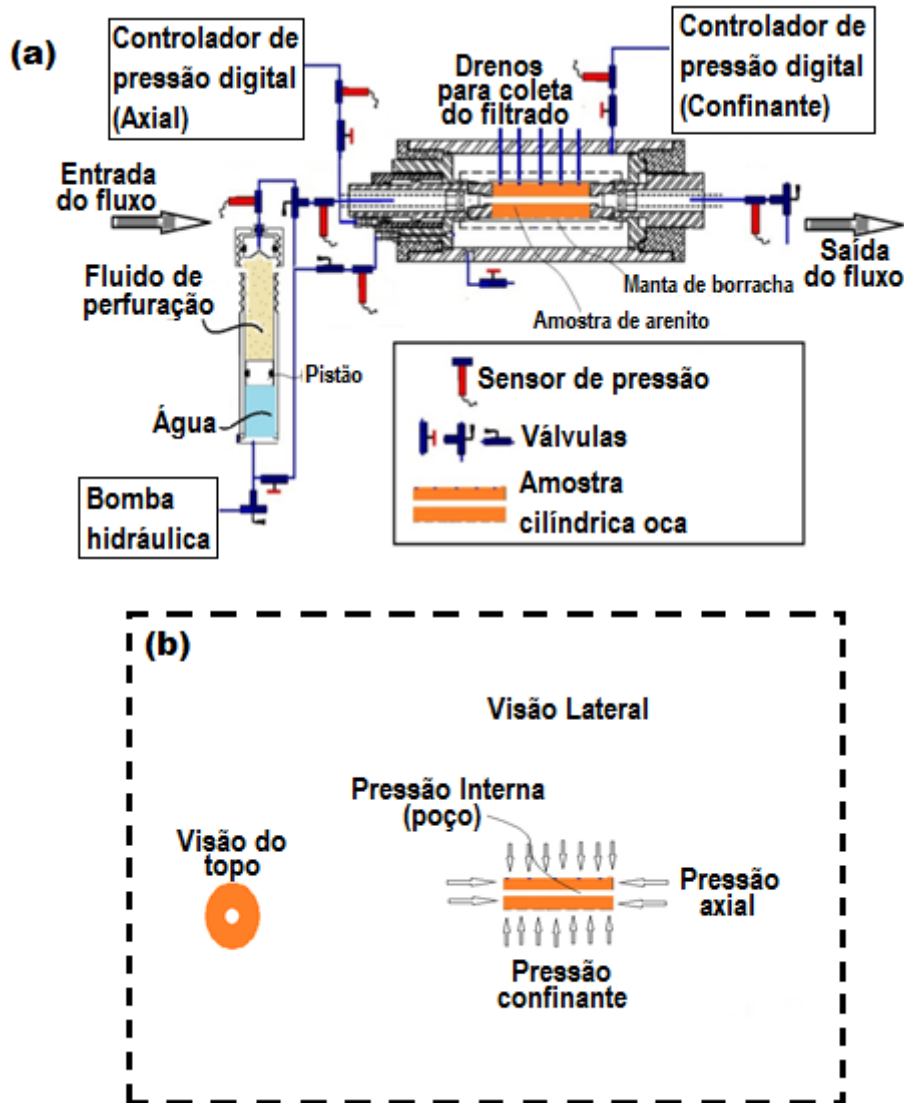 (a)
Controlador de
pressão digital
(Axial)
Drenos
para coleta
do filtrado
Controlador de
pressão digital
(Confinante)
Entrada
do fluxo
Saída
do fluxo
Fluido de
perfuração
Manta de borracha
Amostra de arenito
Pistão
Água
Bomba
hidráulica
Sensor de pressão
Válvulas
Amostra
cilíndrica oca
(b)
Visão Lateral
Pressão Interna
(poço)
Visão do
topo
Pressão
axial
Pressão
confinante